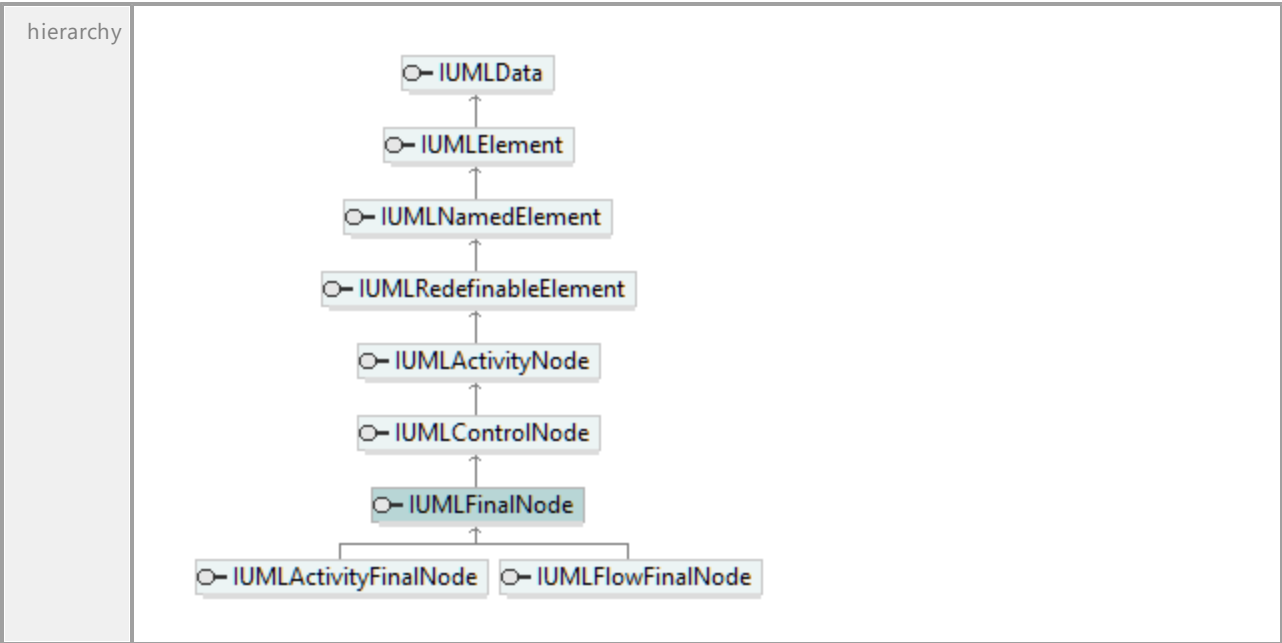 hierarchy
IUMLData
IUMLElement
IUMLNamedElement
IUMLRedefinableElement
IUMLActivityNode
IUMLControlNode
IUMLFinalNode
IUMLActivityFinalNode IUMLFlowFinalNode